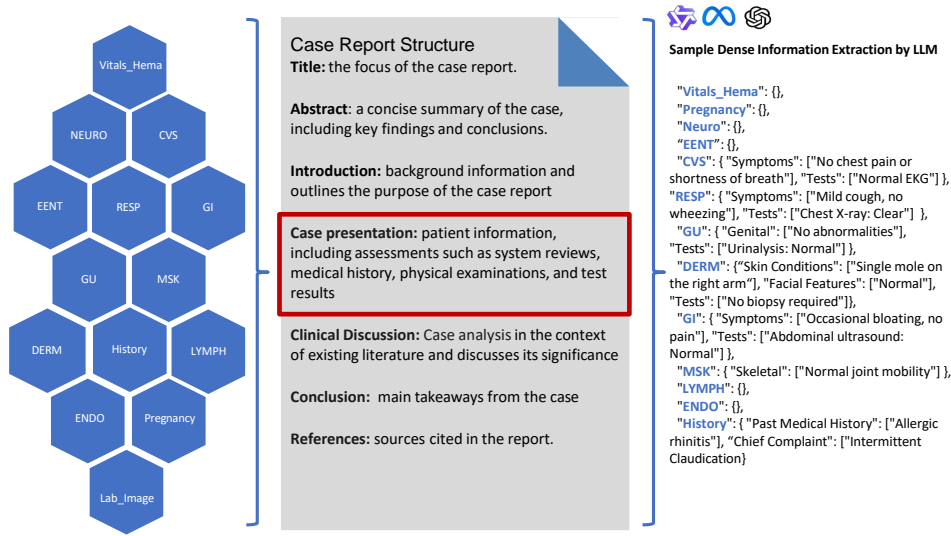 Vitals_Hema
NEURO
CVS
EENT
RESP
GI
GU
MSK
DERM
History
LYMPH
ENDO
Pregnancy
Lab_Image
Case Report Structure
Title: the focus of the case report.
Abstract: a concise summary of the case,
including key findings and conclusions.
Introduction: background information and
outlines the purpose of the case report
Case presentation: patient information,
including assessments such as system reviews,
medical history, physical examinations, and test
results
Clinical Discussion: Case analysis in the context
of existing literature and discusses its significance
Conclusion: main takeaways from the case
References: sources cited in the report.
Sample Dense Information Extraction by LLM
"Vitals_Hema": {},
"Pregnancy": {},
"Neuro": {},
“EENT”: {},
"CVS": { "Symptoms": ["No chest pain or
shortness of breath"], "Tests": ["Normal EKG"] },
"RESP": { "Symptoms": ["Mild cough, no
wheezing"], "Tests": ["Chest X-ray: Clear"] },
"GU": { "Genital": ["No abnormalities"],
"Tests": ["Urinalysis: Normal"] },
"DERM": {“Skin Conditions": ["Single mole on
the right arm“], "Facial Features": ["Normal"],
"Tests": ["No biopsy required"]},
"GI": { "Symptoms": ["Occasional bloating, no
pain"], "Tests": ["Abdominal ultrasound:
Normal"] },
"MSK": { "Skeletal": ["Normal joint mobility"] },
"LYMPH": {},
"ENDO": {},
"History": { "Past Medical History": ["Allergic
rhinitis"], “Chief Complaint": ["Intermittent
Claudication}